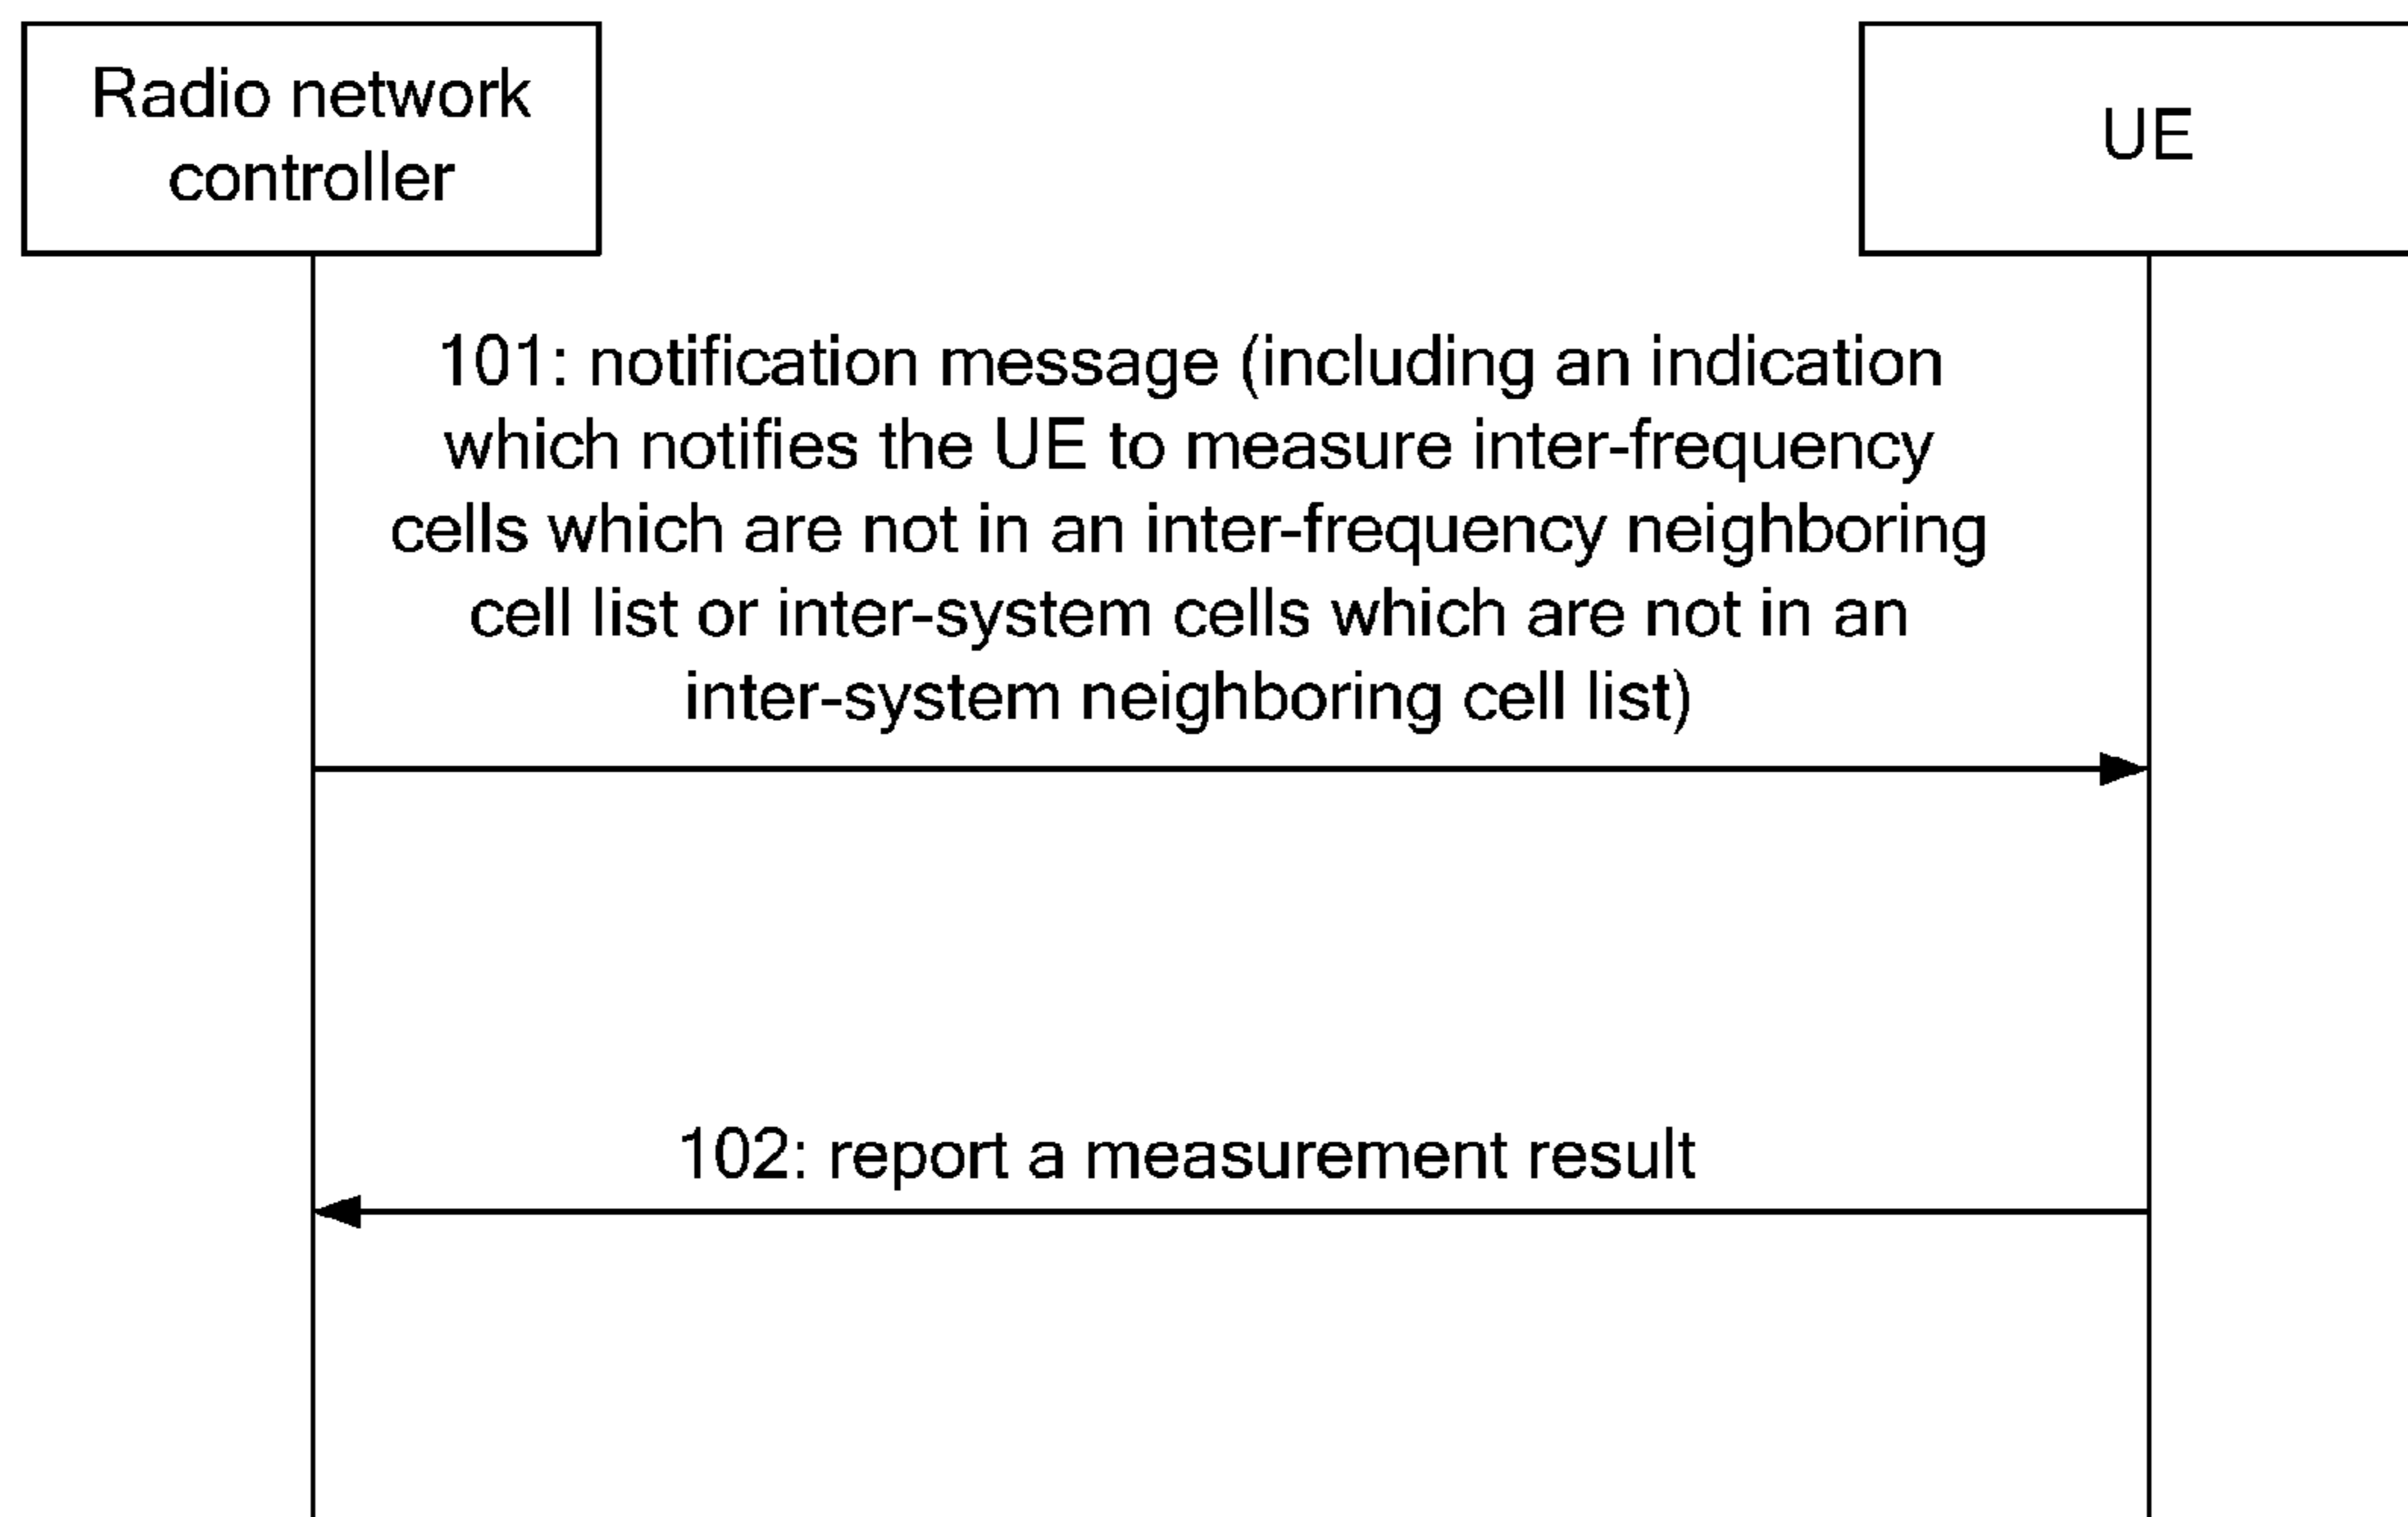 Radio network
controller
UE
101: notification message (including an indication
which notifies the UE to measure inter-frequency
cells which are not in an inter-frequency neighboring
cell list or inter-system cells which are not in an
inter-system neighboring cell list)
102: report a measurement result